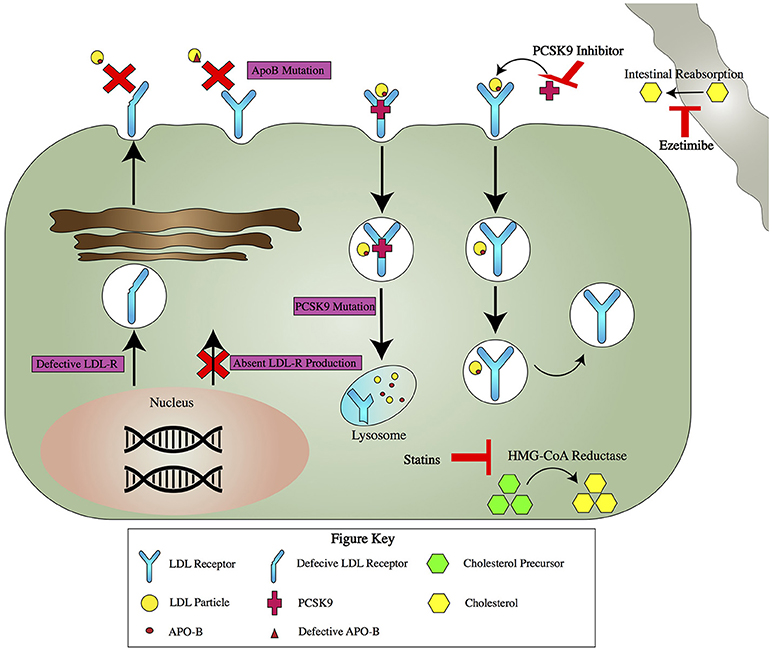 PCSK9 Inhibitor
ApoB Mutation
Intestinal Reabsorption
Ezetimibe
PCSK9 Mutation
Defective LDL-R
Absent LDL-R Production
Nucleus
Lysosome
Statins
HMG-CoA Reductase
Figure Key
LDL Receptor
Defecive LDL Receptor
Cholesterol Precursor
LDL Particle
PCSK9
Cholesterol
APO-B
Defective APO-B